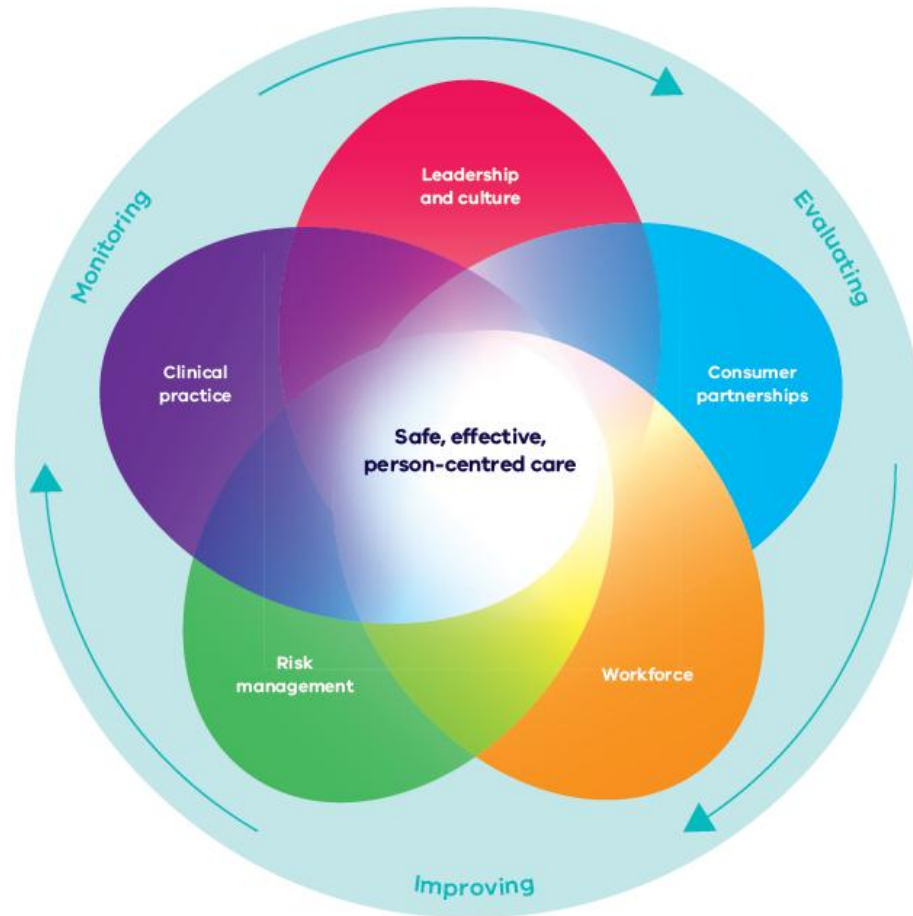 Monitoring
Evaluating
Improving
Leadership
and culture
Clinical
practice
Consumer
partnerships
Safe, effective,
person-centred care
Risk
management
Workforce